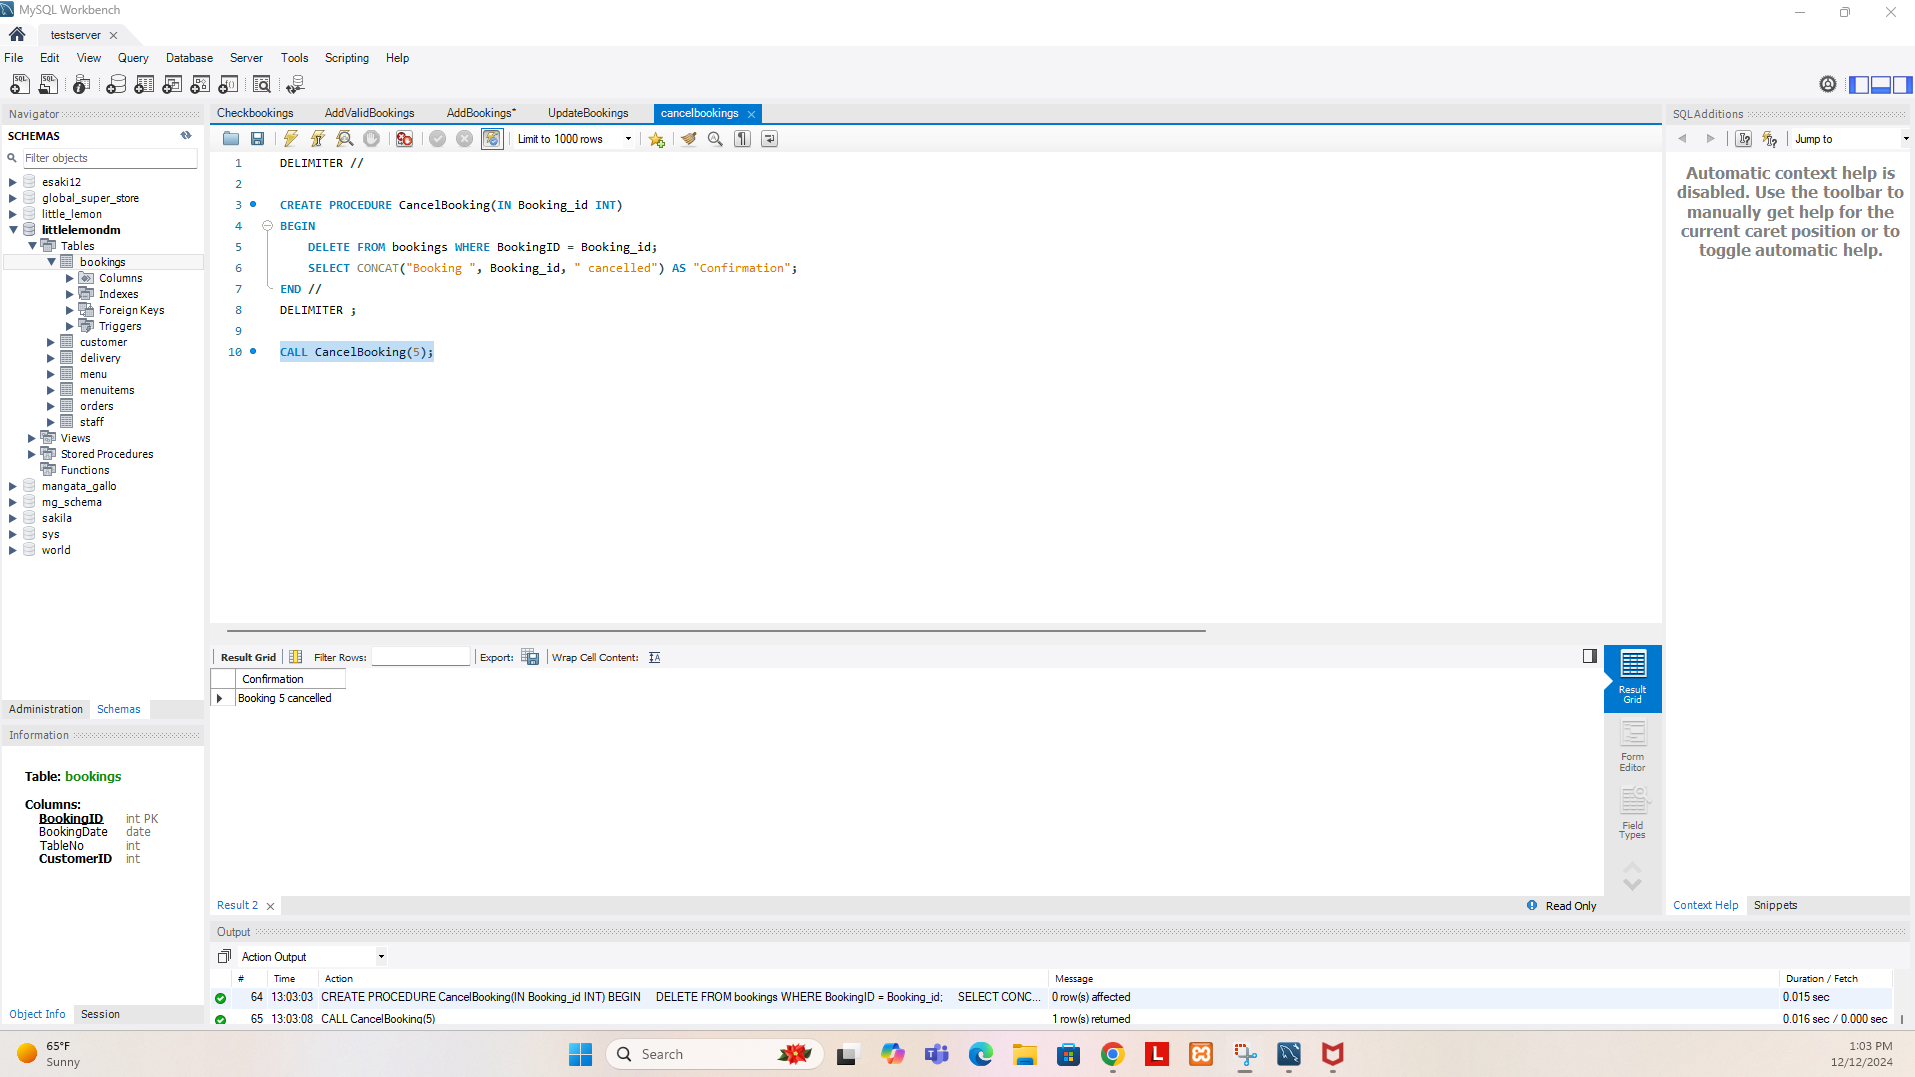 MySQL Workbench
testserver
File Edit View Query Database Server Tools Scripting Help
Navigator
SCHEMAS
Filter objects
esaki12
global_super_store
little_lemon
littlelemondm
Tables
bookings
Columns
Indexes
Foreign Keys
Triggers
customer
delivery
menu
menuitems
orders
staff
Views
Stored Procedures
Functions
mangata_gallo
mg_schema
sakila
sys
world
Administration Schemas
Information
Table: bookings
Columns:
BookingID int PK
BookingDate date
TableNo int
CustomerID int
Object Info Session
Checkbookings AddValidBookings AddBookings* UpdateBookings cancelbookings
Limit to 1000 rows
1 DELIMITER //
2
3 CREATE PROCEDURE CancelBooking(IN Booking_id INT)
4 BEGIN
5 DELETE FROM bookings WHERE BookingID = Booking_id;
6 SELECT CONCAT("Booking ", Booking_id, " cancelled") AS "Confirmation";
7 END //
8 DELIMITER ;
9
10 CALL CancelBooking(5);
Result Grid Filter Rows: Export: Wrap Cell Content:
Confirmation
Booking 5 cancelled
Result
Grid
Form
Editor
Field
Types
Result 2 Read Only
Output
Action Output
# Time Action Message Duration / Fetch
64 13:03:03 CREATE PROCEDURE CancelBooking(IN Booking_id INT) BEGIN DELETE FROM bookings WHERE BookingID = Booking_id; SELECT CONC... 0 row(s) affected 0.015 sec
65 13:03:08 CALL CancelBooking(5) 1 row(s) returned 0.016 sec / 0.000 sec
SQLAdditions
Jump to
Automatic context help is
disabled. Use the toolbar to
manually get help for the
current caret position or to
toggle automatic help.
Context Help Snippets
65°F
Sunny
Search
1:03 PM
12/12/2024